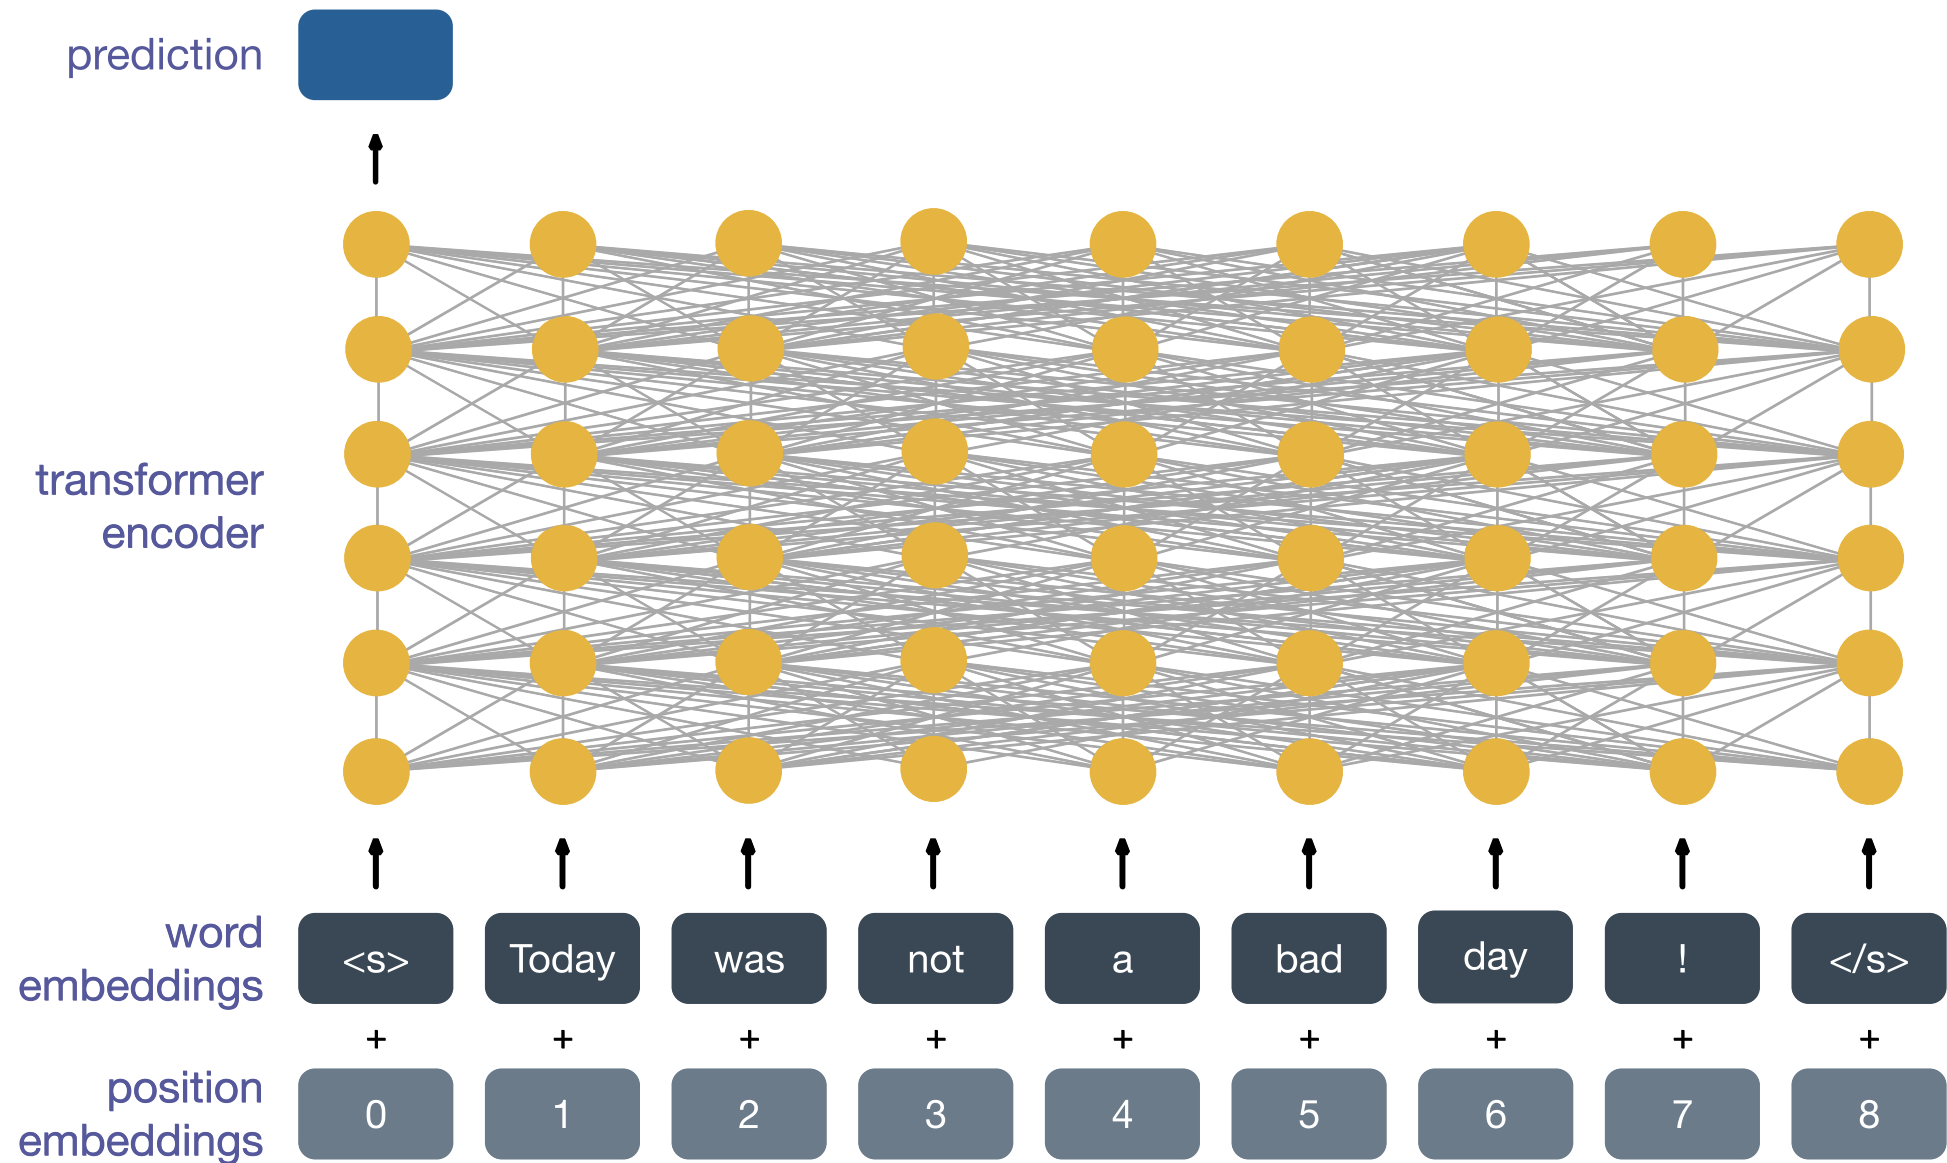 prediction
transformer
encoder
word
embeddings
<s> Today was not a bad day ! </s>
+ + + + + + + + +
position
embeddings
0 1 2 3 4 5 6 7 8